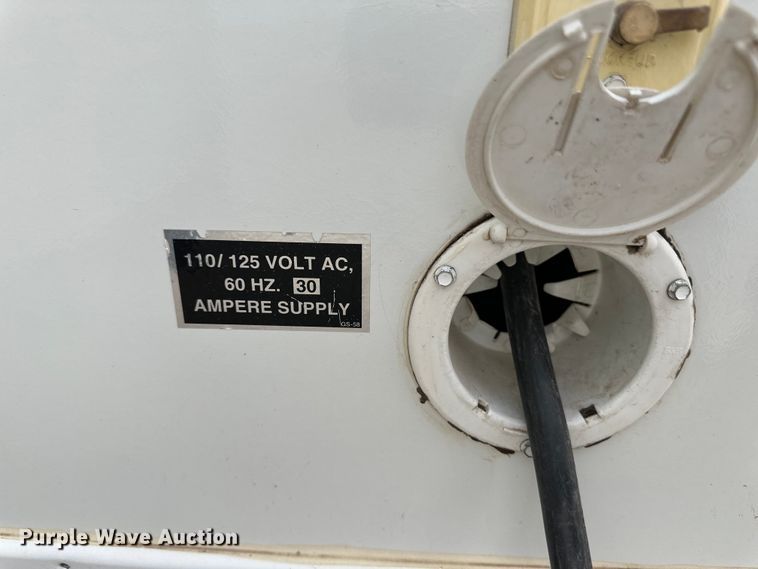 110/ 125 VOLT AC,
60 HZ. 30
AMPERE SUPPLY
GS-58
Purple Wave Auction